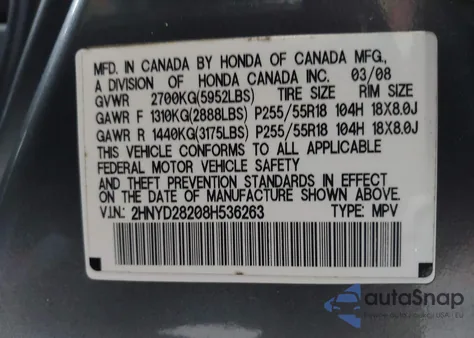 MFD. IN CANADA BY HONDA OF CANADA MFG.,
A DIVISION OF HONDA CANADA INC. 03/08
GVWR 2700KG(5952LBS) TIRE SIZE RIM SIZE
GAWR F 1310KG(2888LBS) P255/55R18 104H 18X8.0J
GAWR R 1440KG(3175LBS) P255/55R18 104H 18X8.0J
THIS VEHICLE CONFORMS TO ALL APPLICABLE
FEDERAL MOTOR VEHICLE SAFETY
AND THEFT PREVENTION STANDARDS IN EFFECT
ON THE DATE OF MANUFACTURE SHOWN ABOVE.
V.I.N.: 2HNYD28208H536263 TYPE: MPV
autoSnap